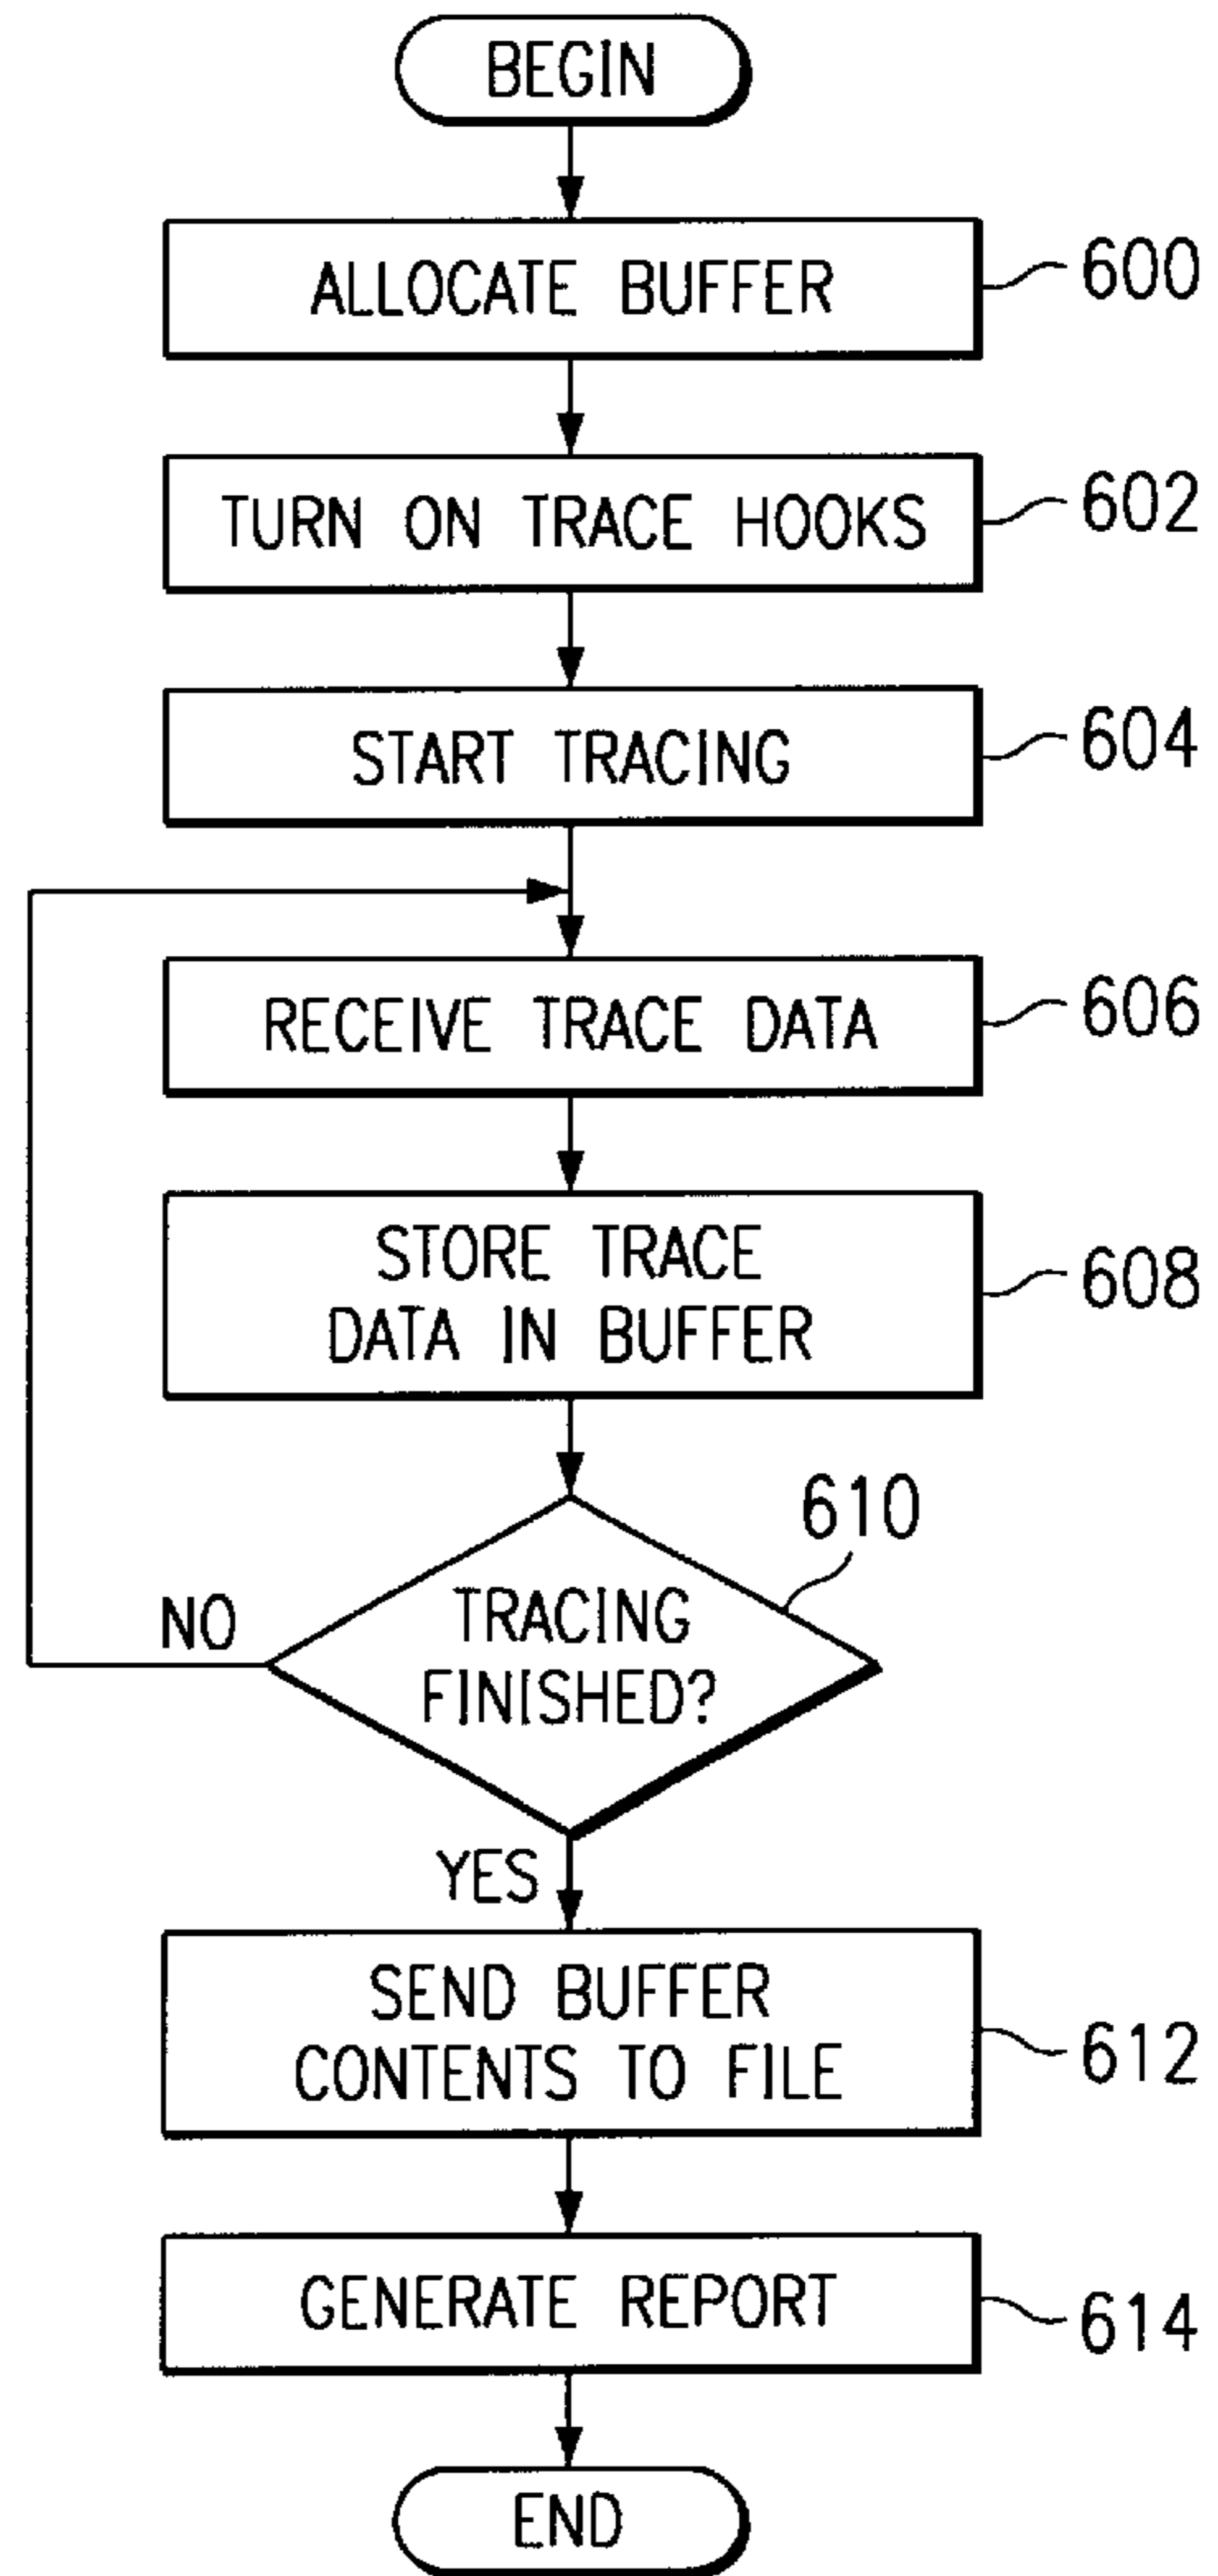 BEGIN
ALLOCATE BUFFER
600
TURN ON TRACE HOOKS
602
START TRACING
604
RECEIVE TRACE DATA
606
STORE TRACE
DATA IN BUFFER
608
610
TRACING
FINISHED?
NO
YES
SEND BUFFER
CONTENTS TO FILE
612
GENERATE REPORT
614
END